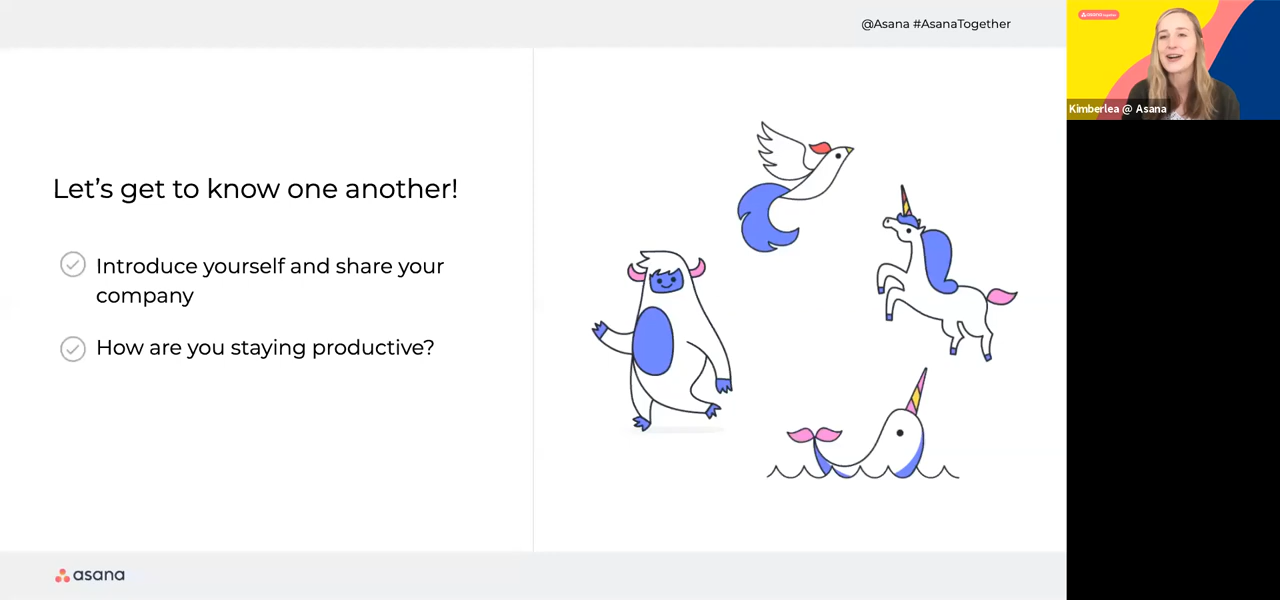 @Asana #AsanaTogether
Let's get to know one another!
Introduce yourself and share your
company
How are you staying productive?
asana
Kimberlea @ Asana